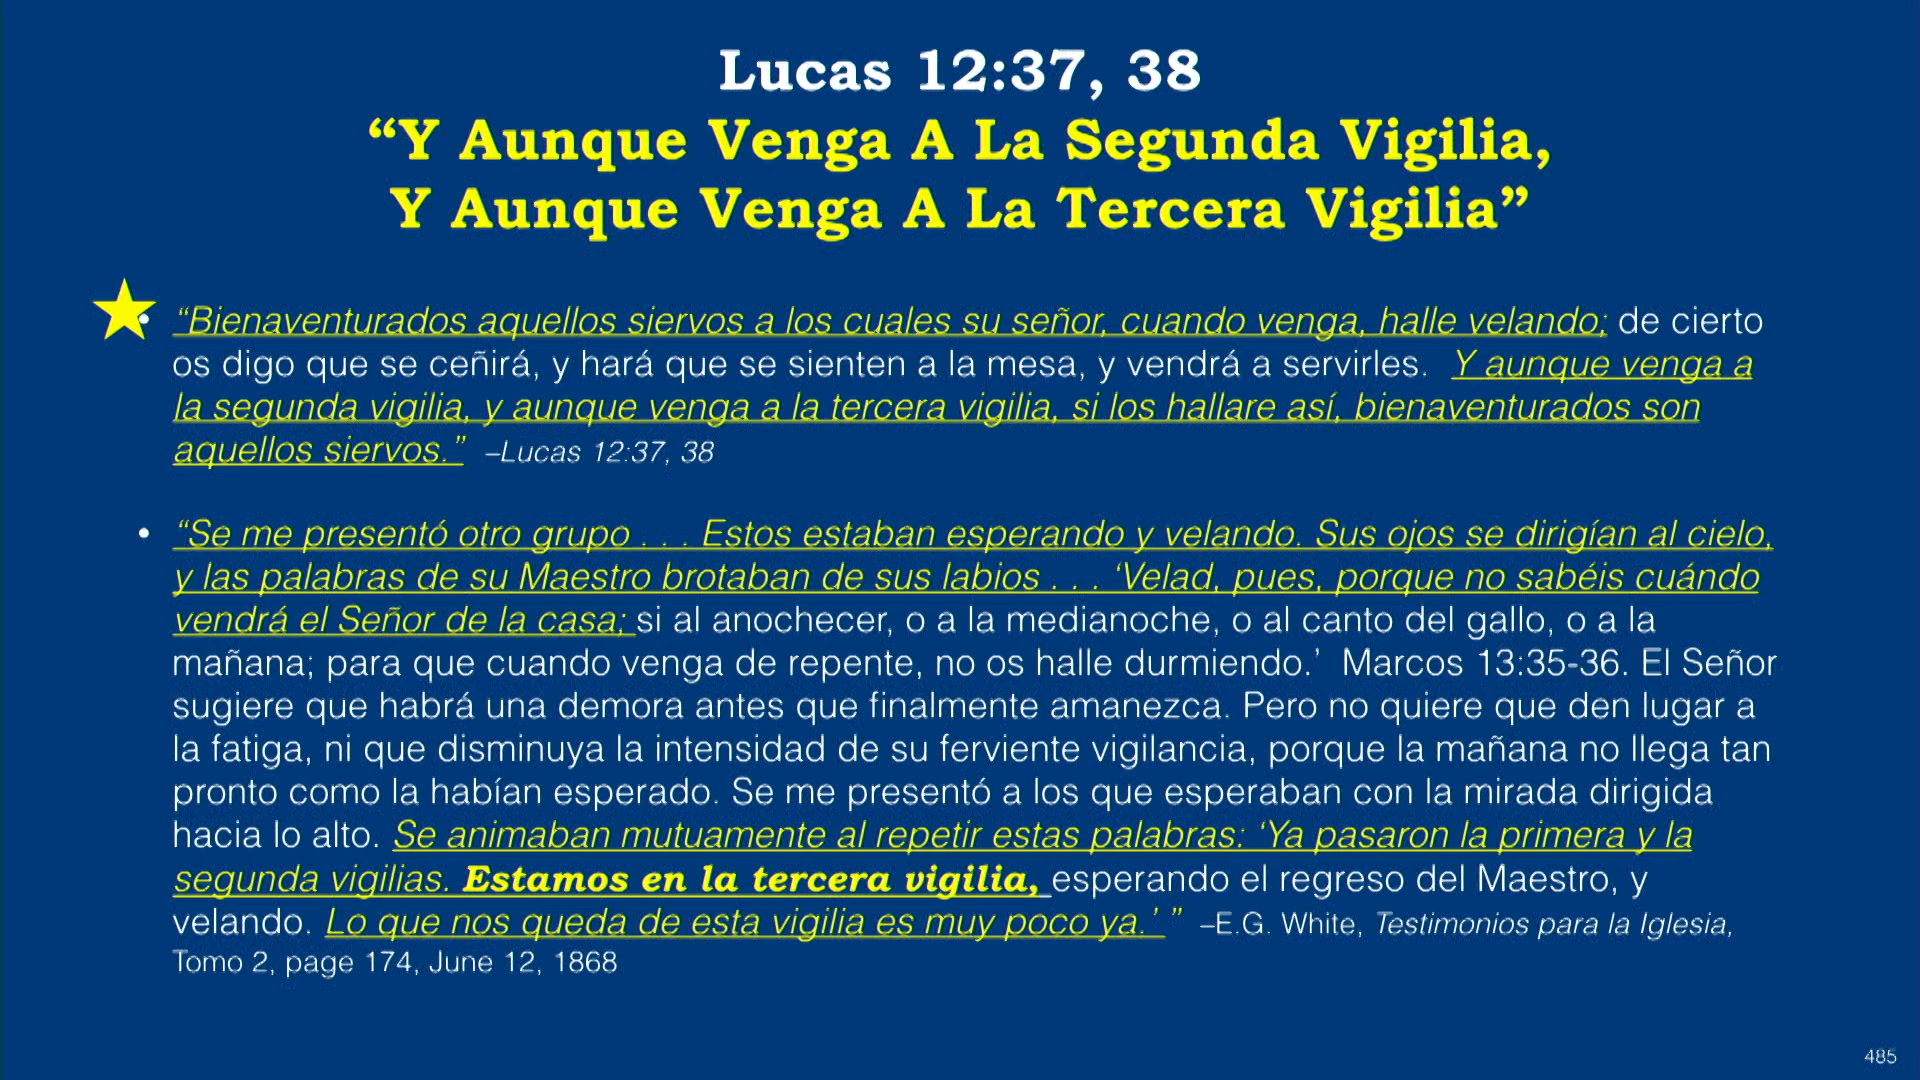 Lucas 12:37, 38
“Y Aunque Venga A La Segunda Vigilia,
Y Aunque Venga A La Tercera Vigilia”
• “Bienaventurados aquellos siervos a los cuales su señor, cuando venga, halle velando; de cierto
os digo que se ceñirá, y hará que se sienten a la mesa, y vendrá a servirles. Y aunque venga a
la segunda vigilia, y aunque venga a la tercera vigilia, si los hallare así, bienaventurados son
aquellos siervos.” –Lucas 12:37, 38
• “Se me presentó otro grupo . . . Estos estaban esperando y velando. Sus ojos se dirigían al cielo,
y las palabras de su Maestro brotaban de sus labios . . . ‘Velad, pues, porque no sabéis cuándo
vendrá el Señor de la casa; si al anochecer, o a la medianoche, o al canto del gallo, o a la
mañana; para que cuando venga de repente, no os halle durmiendo.’ Marcos 13:35-36. El Señor
sugiere que habrá una demora antes que finalmente amanezca. Pero no quiere que den lugar a
la fatiga, ni que disminuya la intensidad de su ferviente vigilancia, porque la mañana no llega tan
pronto como la habían esperado. Se me presentó a los que esperaban con la mirada dirigida
hacia lo alto. Se animaban mutuamente al repetir estas palabras: ‘Ya pasaron la primera y la
segunda vigilias. Estamos en la tercera vigilia, esperando el regreso del Maestro, y
velando. Lo que nos queda de esta vigilia es muy poco ya.’ ” –E.G. White, Testimonios para la Iglesia,
Tomo 2, page 174, June 12, 1868
485